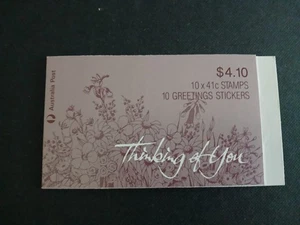 Australia Post
$4.10
10 x 41c STAMPS
10 GREETINGS STICKERS
Thinking of You